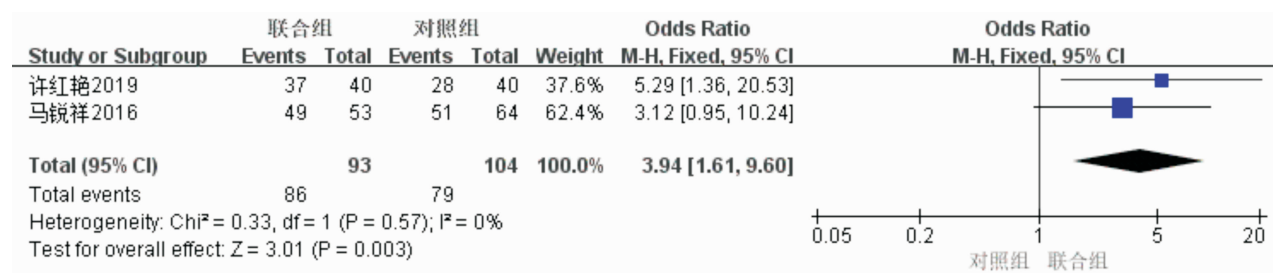 联合组 对照组 Odds Ratio Odds Ratio
Study or Subgroup Events Total Events Total Weight M-H, Fixed, 95% CI M-H, Fixed, 95% CI
许红艳2019 37 40 28 40 37.6% 5.29 [1.36, 20.53]
马锐祥2016 49 53 51 64 62.4% 3.12 [0.95, 10.24]
Total (95% CI) 93 104 100.0% 3.94 [1.61, 9.60]
Total events 86 79
Heterogeneity: Chi² = 0.33, df = 1 (P = 0.57); I² = 0%
Test for overall effect: Z = 3.01 (P = 0.003)
0.05 0.2 1 5 20
对照组 联合组